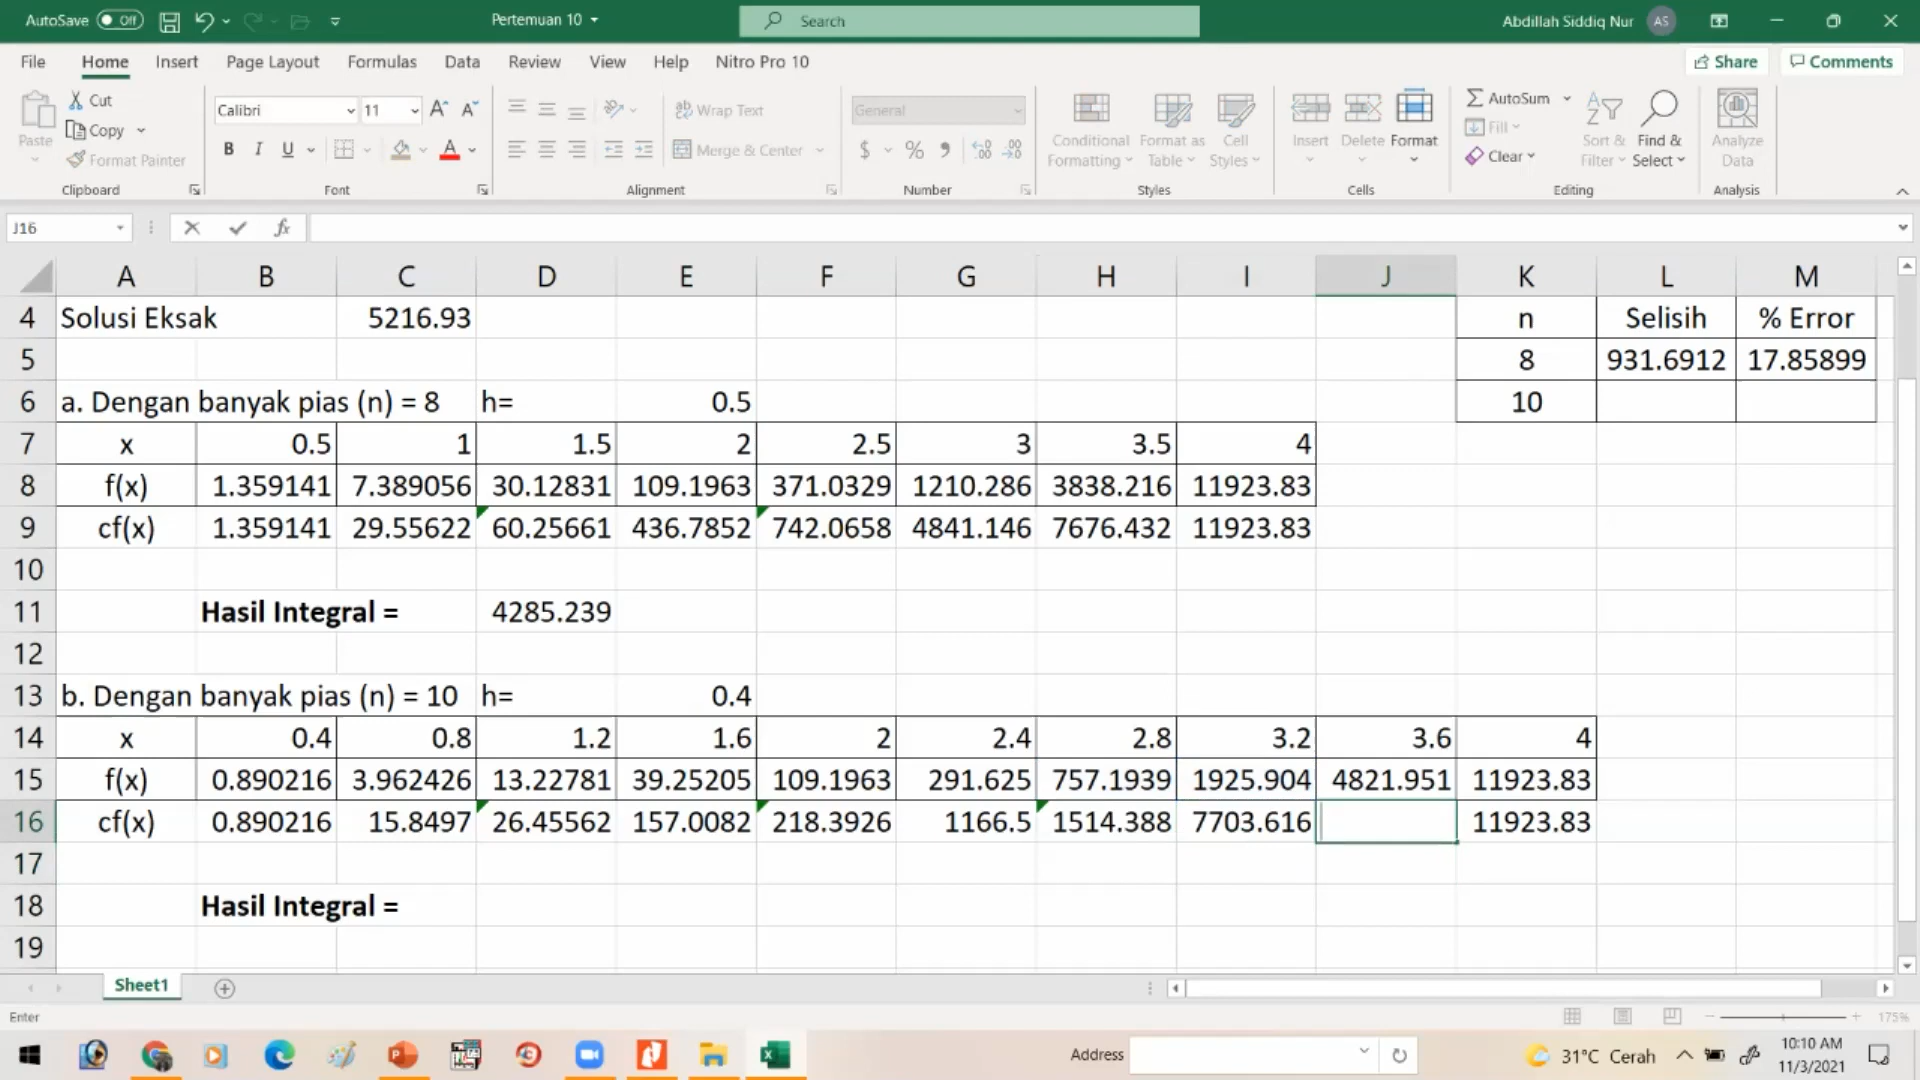 AutoSave Off Pertemuan 10 Search Abdillah Siddiq Nur AS
File Home Insert Page Layout Formulas Data Review View Help Nitro Pro 10 Share Comments
Paste Cut Copy Format Painter Clipboard
Calibri 11 B I U A Font
Wrap Text Merge & Center Alignment
General $ % Number
Conditional Formatting Format as Table Cell Styles Styles
Insert Delete Format Cells
AutoSum Fill Clear Sort & Filter Find & Select Editing
Analyze Data Analysis
J16 fx
A B C D E F G H I J K L M
4 Solusi Eksak 5216.93 n Selisih % Error
5 8 931.6912 17.85899
6 a. Dengan banyak pias (n) = 8 h= 0.5 10
7 x 0.5 1 1.5 2 2.5 3 3.5 4
8 f(x) 1.359141 7.389056 30.12831 109.1963 371.0329 1210.286 3838.216 11923.83
9 cf(x) 1.359141 29.55622 60.25661 436.7852 742.0658 4841.146 7676.432 11923.83
10
11 Hasil Integral = 4285.239
12
13 b. Dengan banyak pias (n) = 10 h= 0.4
14 x 0.4 0.8 1.2 1.6 2 2.4 2.8 3.2 3.6 4
15 f(x) 0.890216 3.962426 13.22781 39.25205 109.1963 291.625 757.1939 1925.904 4821.951 11923.83
16 cf(x) 0.890216 15.8497 26.45562 157.0082 218.3926 1166.5 1514.388 7703.616 11923.83
17
18 Hasil Integral =
19
Sheet1
Enter 175%
Address 31°C Cerah 10:10 AM
11/3/2021